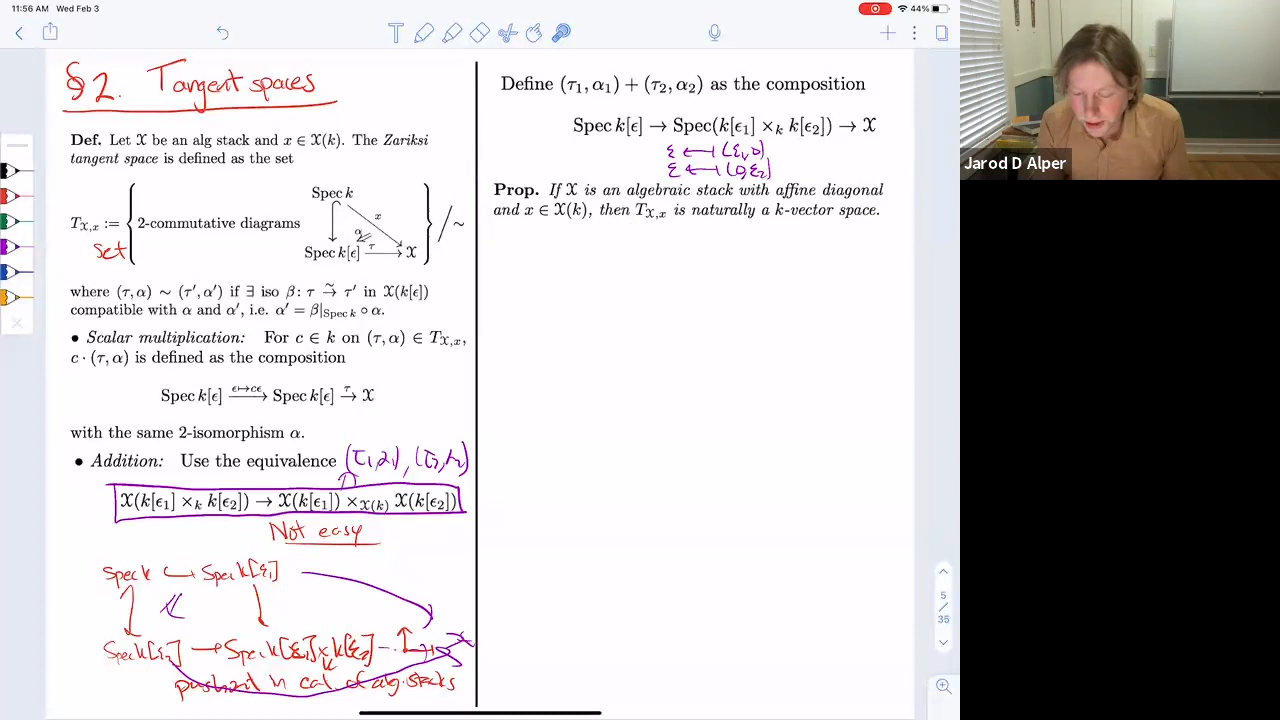 11:56 AM Wed Feb 3
44%
§2. Tangent spaces
Def. Let 𝒳 be an alg stack and x ∈ 𝒳(k). The Zariksi
tangent space is defined as the set
Spec k
T𝒳,x := { 2-commutative diagrams x } / ∼
α
set
Spec k[ϵ] τ 𝒳
where (τ, α) ∼ (τ′, α′) if ∃ iso β: τ ∼→ τ′ in 𝒳(k[ϵ])
compatible with α and α′, i.e. α′ = β|Spec k ∘ α.
• Scalar multiplication: For c ∈ k on (τ, α) ∈ T𝒳,x,
c · (τ, α) is defined as the composition
Spec k[ϵ] ϵ↦cϵ→ Spec k[ϵ] τ→ 𝒳
with the same 2-isomorphism α.
• Addition: Use the equivalence (τ1,α1), (τ2,α2)
𝒳(k[ϵ1] ×k k[ϵ2]) → 𝒳(k[ϵ1]) ×𝒳(k) 𝒳(k[ϵ2])
Not easy
Spec k ↪ Spec k[ε1]
Spec k[ε2] → Spec k[ε1] ×k k[ε2]
pushout in cat. of alg. stacks
Define (τ1, α1) + (τ2, α2) as the composition
Spec k[ϵ] → Spec(k[ϵ1] ×k k[ϵ2]) → 𝒳
ε ↤ (ε1, 0)
ε ↤ (0, ε2)
Prop. If 𝒳 is an algebraic stack with affine diagonal
and x ∈ 𝒳(k), then T𝒳,x is naturally a k-vector space.
5
/
35
Jarod D Alper